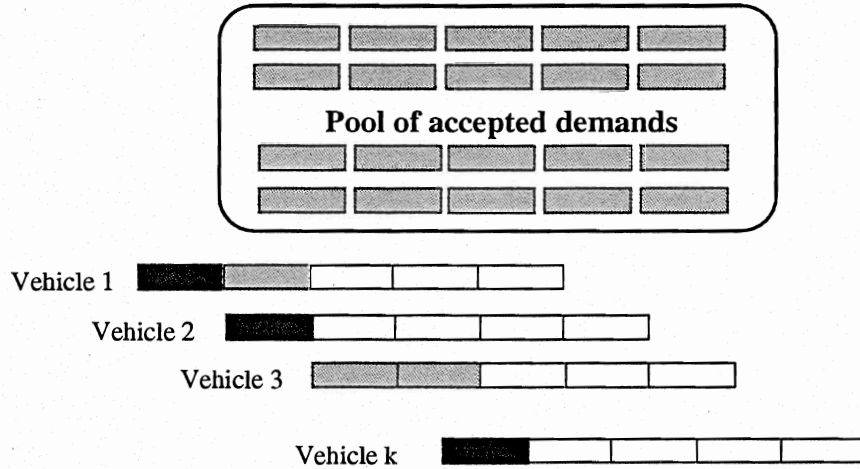 Pool of accepted demands
Vehicle 1
Vehicle 2
Vehicle 3
Vehicle k